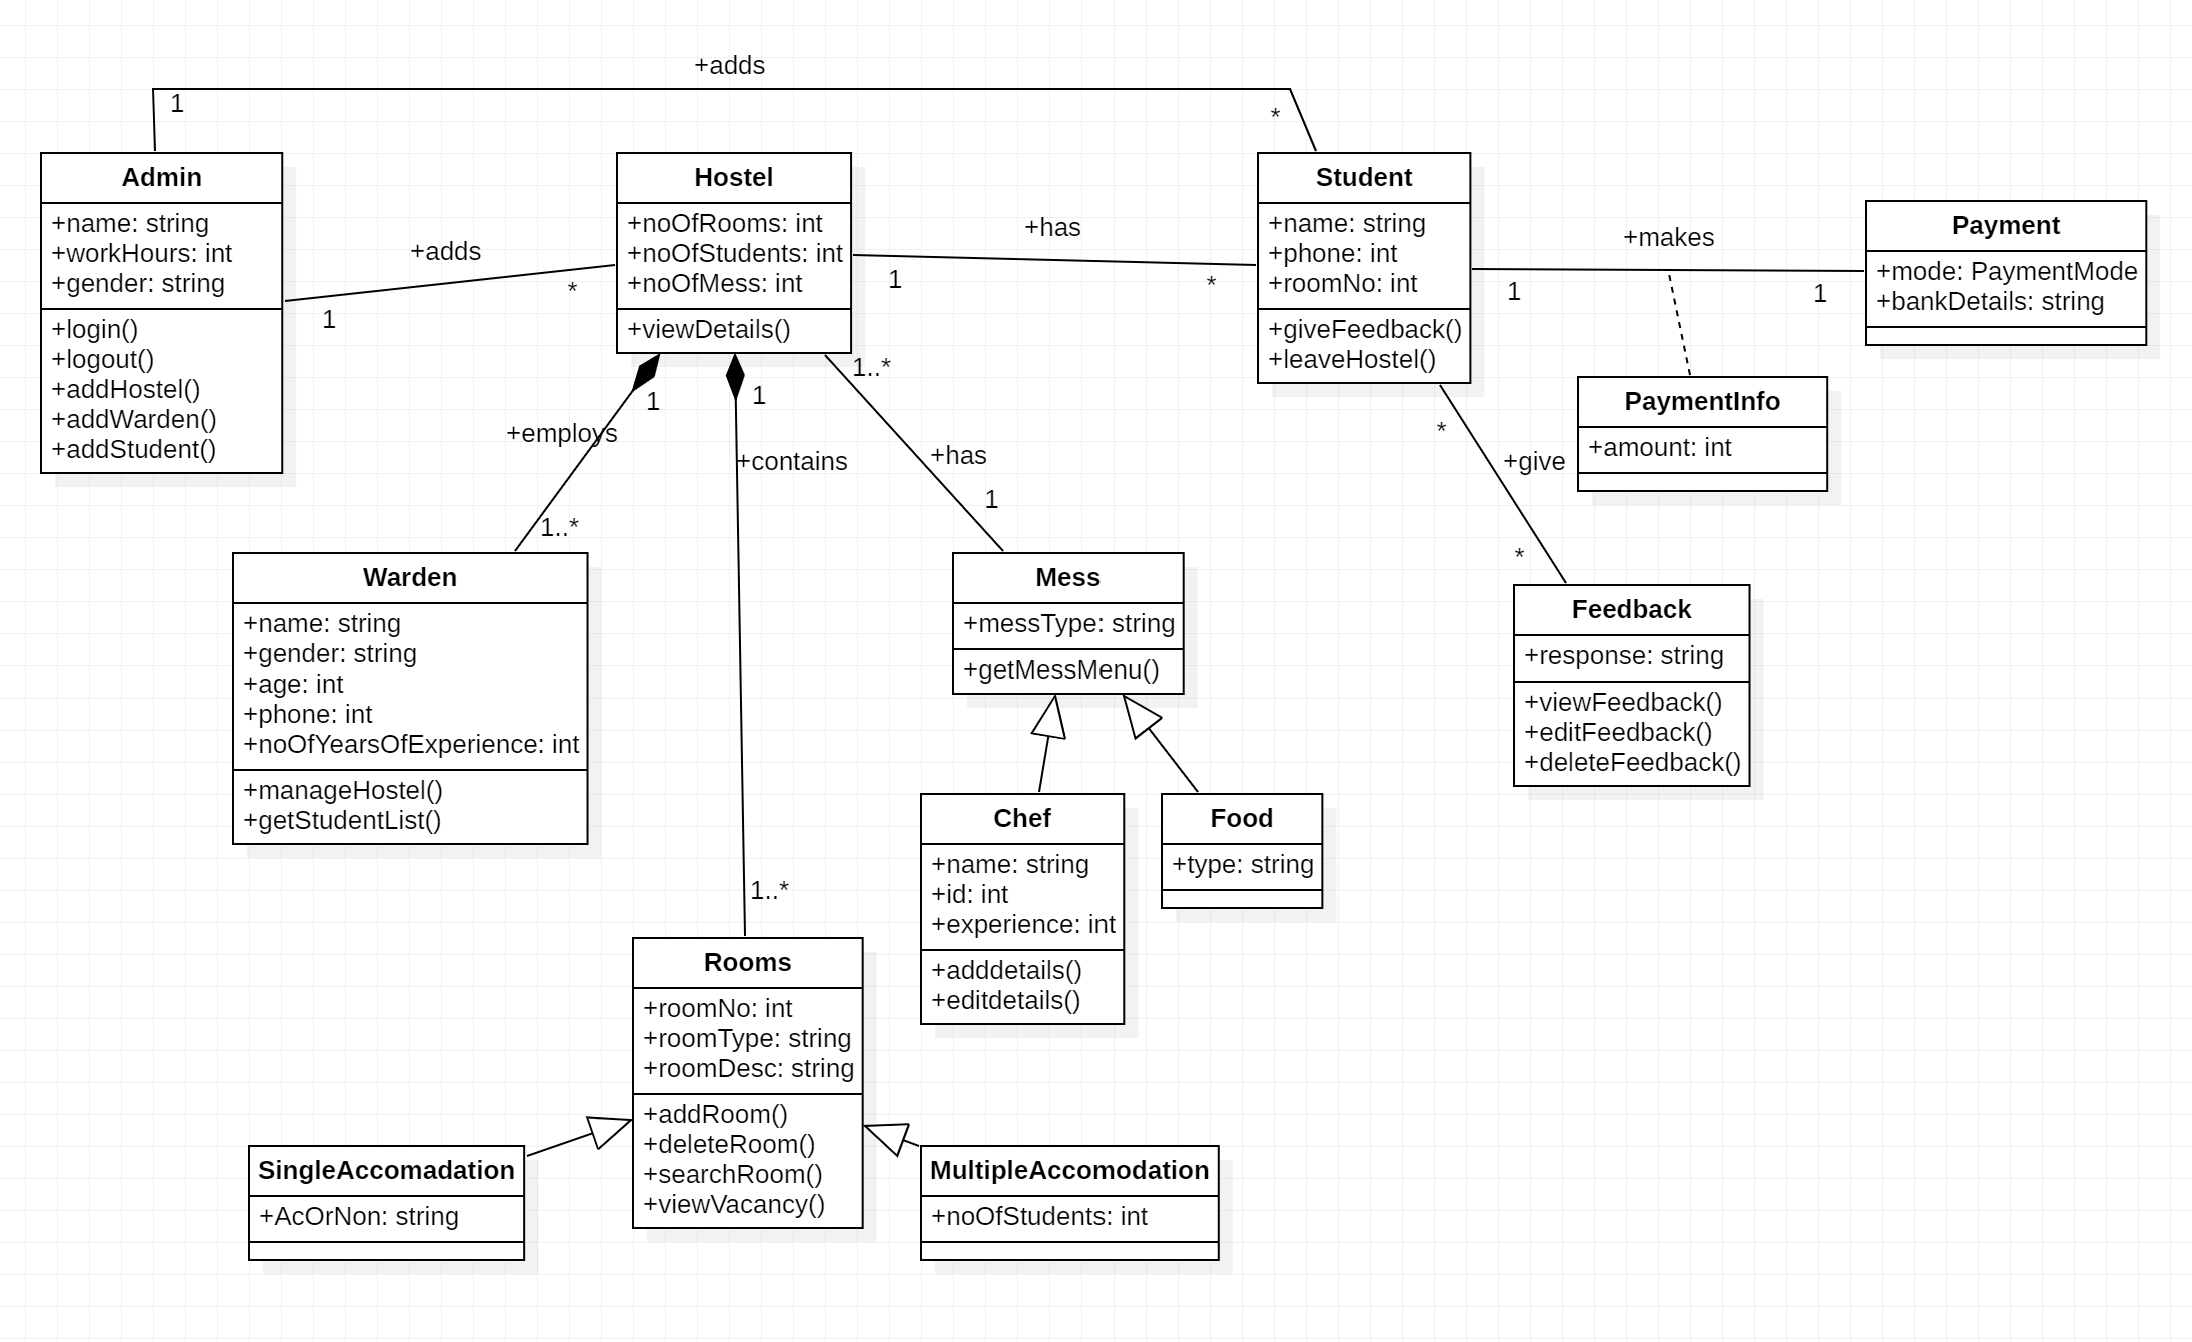 +adds
1
*
Admin
+name: string
+workHours: int
+gender: string
+login()
+logout()
+addHostel()
+addWarden()
+addStudent()
+adds
1
*
Hostel
+noOfRooms: int
+noOfStudents: int
+noOfMess: int
+viewDetails()
+has
1
*
Student
+name: string
+phone: int
+roomNo: int
+giveFeedback()
+leaveHostel()
+makes
1
1
Payment
+mode: PaymentMode
+bankDetails: string
PaymentInfo
+amount: int
1
+employs
1..*
1
+contains
1..*
1..*
+has
1
*
+give
*
Warden
+name: string
+gender: string
+age: int
+phone: int
+noOfYearsOfExperience: int
+manageHostel()
+getStudentList()
Mess
+messType: string
+getMessMenu()
Feedback
+response: string
+viewFeedback()
+editFeedback()
+deleteFeedback()
Chef
+name: string
+id: int
+experience: int
+adddetails()
+editdetails()
Food
+type: string
Rooms
+roomNo: int
+roomType: string
+roomDesc: string
+addRoom()
+deleteRoom()
+searchRoom()
+viewVacancy()
SingleAccomadation
+AcOrNon: string
MultipleAccomodation
+noOfStudents: int